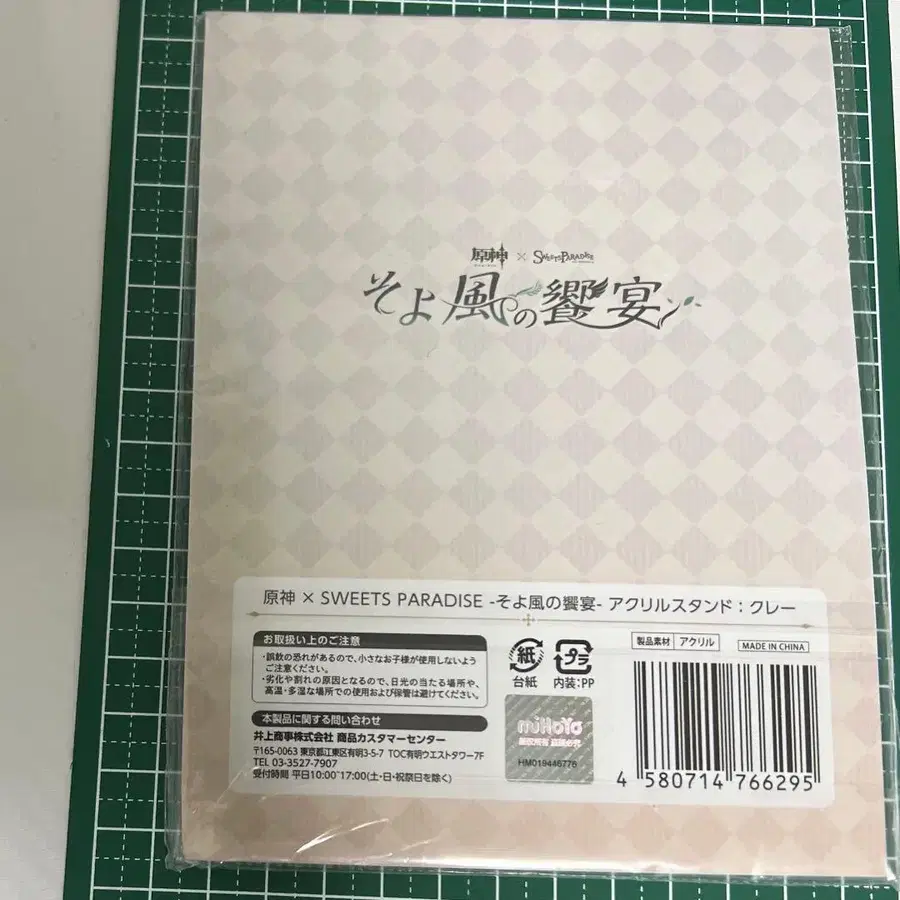 原神 × SWEETS PARADISE
そよ風の饗宴
原神 × SWEETS PARADISE -そよ風の饗宴- アクリルスタンド：クレー
お取扱い上のご注意
・誤飲の恐れがあるので、小さなお子様が使用しないよう
ご注意ください。
・劣化や割れの原因となるので、日光の当たる場所や、
高温・多湿な場所での使用および保管は避けてください。
本製品に関する問い合わせ
井上商事株式会社 商品カスタマーセンター
〒165-0063 東京都江東区有明3-5-7 TOC有明ウエストタワー7F
TEL 03-3527-7907
受付時間 平日10:00~17:00(土・日・祝祭日を除く)
紙
台紙
プラ
内装:PP
miHoYo
版权所有 盗版必究
HM019446776
製品素材 アクリル
MADE IN CHINA
4 580714 766295